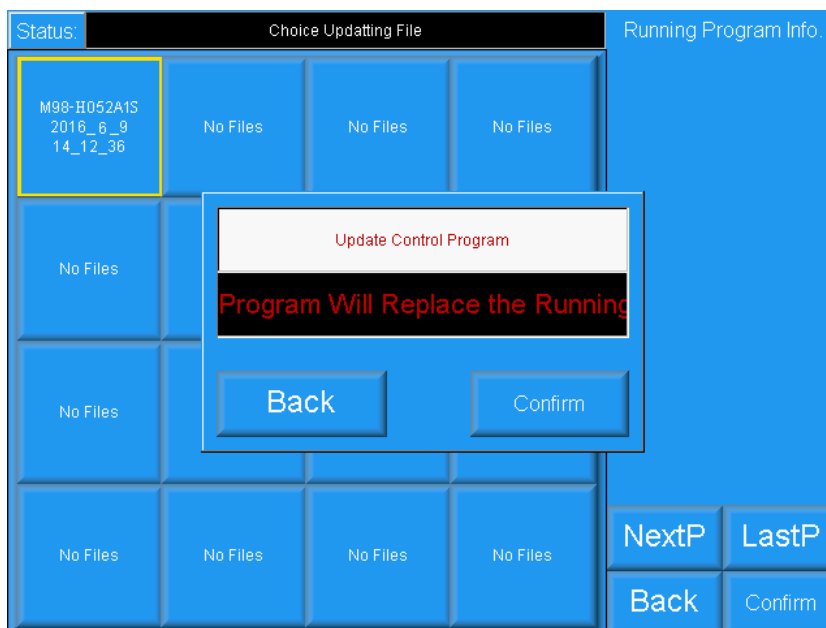 Status:
Choice Updatting File
Running Program Info.
M98-H052A1S
2016_6_9
14_12_36
No Files
No Files
No Files
No Files
Update Control Program
Program Will Replace the Running
Back
Confirm
No Files
No Files
No Files
No Files
No Files
NextP
LastP
Back
Confirm